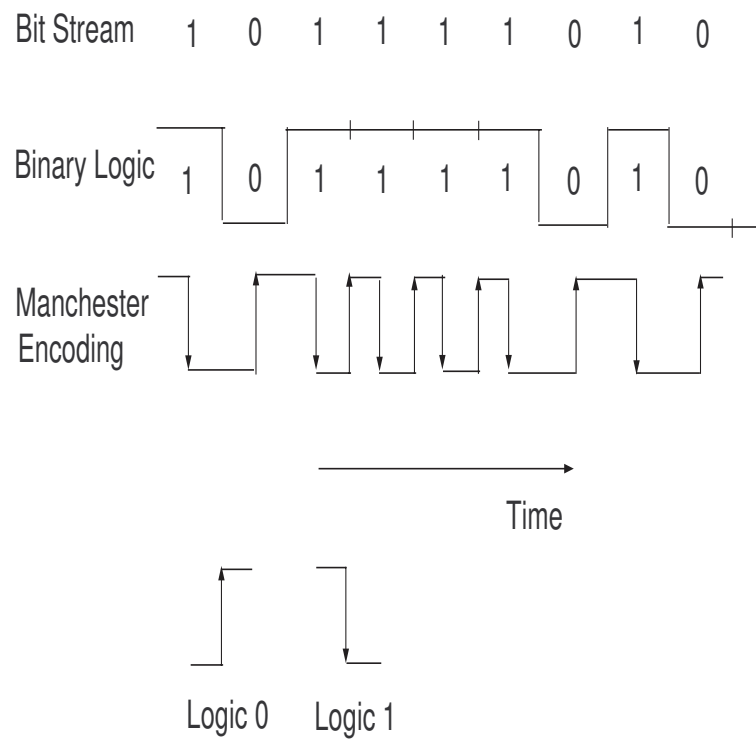 Bit Stream 1 0 1 1 1 1 0 1 0
Binary Logic 1 0 1 1 1 1 0 1 0
Manchester
Encoding
Time
Logic 0 Logic 1